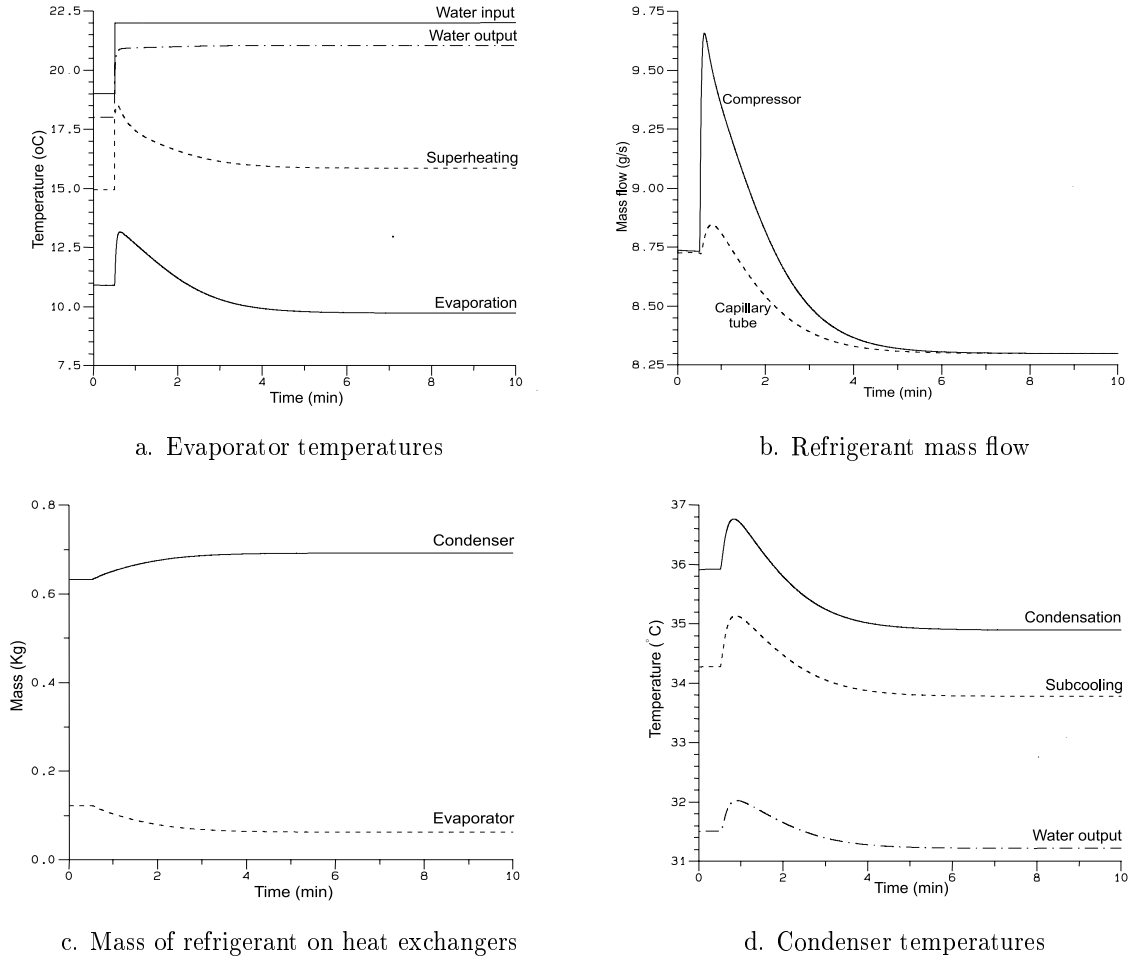 22.5
20.0
17.5
15.0
12.5
10.0
7.5
Temperature (oC)
Water input
Water output
Superheating
Evaporation
0 2 4 6 8 10
Time (min)
a. Evaporator temperatures
9.75
9.50
9.25
9.00
8.75
8.50
8.25
Mass flow (g/s)
Compressor
Capillary
tube
0 2 4 6 8 10
Time (min)
b. Refrigerant mass flow
0.8
0.6
0.4
0.2
0.0
Mass (Kg)
Condenser
Evaporator
0 2 4 6 8 10
Time (min)
c. Mass of refrigerant on heat exchangers
37
36
35
34
33
32
31
Temperature (°C)
Condensation
Subcooling
Water output
0 2 4 6 8 10
Time (min)
d. Condenser temperatures